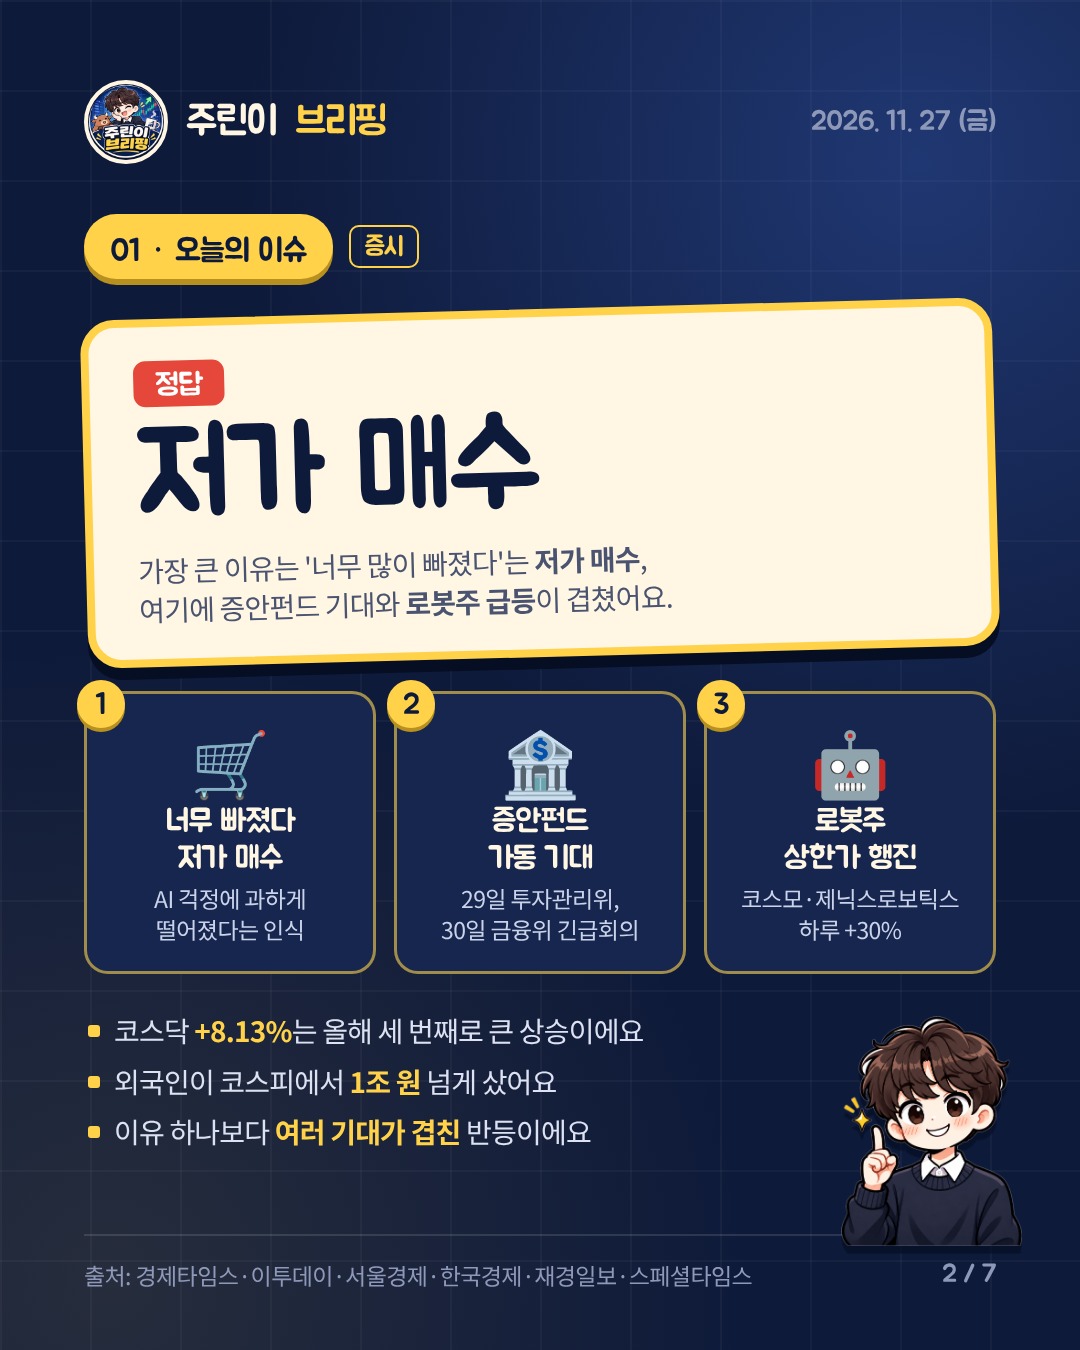 주린이 브리핑
주린이 브리핑
2026. 11. 27 (금)
01 · 오늘의 이슈
증시
정답
저가 매수
가장 큰 이유는 '너무 많이 빠졌다'는 저가 매수,
여기에 증안펀드 기대와 로봇주 급등이 겹쳤어요.
1
너무 빠졌다
저가 매수
AI 걱정에 과하게
떨어졌다는 인식
2
증안펀드
가동 기대
29일 투자관리위,
30일 금융위 긴급회의
3
로봇주
상한가 행진
코스모·제닉스로보틱스
하루 +30%
코스닥 +8.13%는 올해 세 번째로 큰 상승이에요
외국인이 코스피에서 1조 원 넘게 샀어요
이유 하나보다 여러 기대가 겹친 반등이에요
출처: 경제타임스·이투데이·서울경제·한국경제·재경일보·스페셜타임스
2 / 7